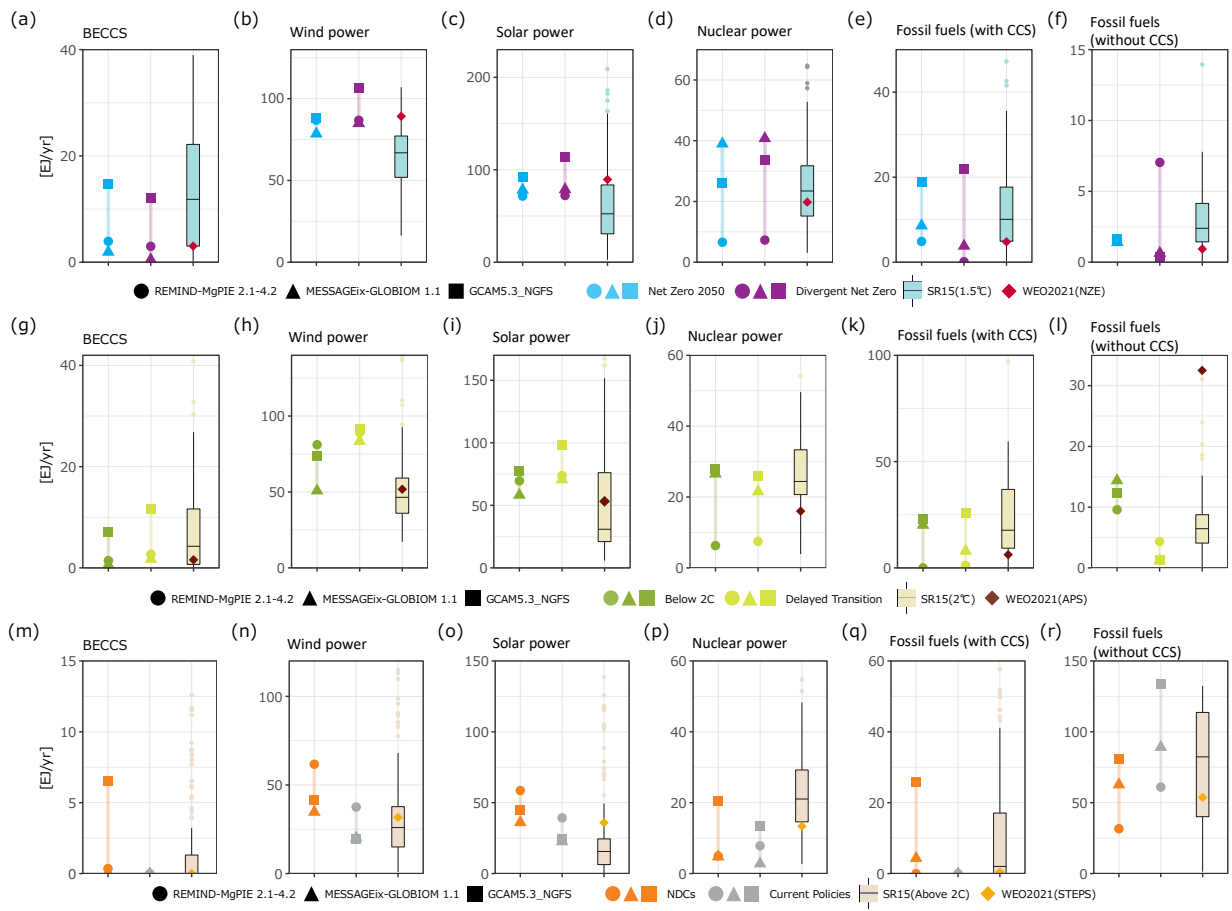 (a) (b) (c) (d) (e) (f)
BECCS Wind power Solar power Nuclear power Fossil fuels (with CCS) Fossil fuels
(without CCS)
[EJ/yr]
40 20 0
100 50 0
200 100 0
60 40 20 0
40 20 0
15 10 5 0
REMIND-MgPIE 2.1-4.2 MESSAGEix-GLOBIOM 1.1 GCAM5.3_NGFS Net Zero 2050 Divergent Net Zero SR15(1.5℃) WEO2021(NZE)
(g) (h) (i) (j) (k) (l)
BECCS Wind power Solar power Nuclear power Fossil fuels (with CCS) Fossil fuels
(without CCS)
[EJ/yr]
40 20 0
100 50 0
150 100 50 0
60 40 20 0
100 50 0
30 20 10 0
REMIND-MgPIE 2.1-4.2 MESSAGEix-GLOBIOM 1.1 GCAM5.3_NGFS Below 2C Delayed Transition SR15(2℃) WEO2021(APS)
(m) (n) (o) (p) (q) (r)
BECCS Wind power Solar power Nuclear power Fossil fuels (with CCS) Fossil fuels
(without CCS)
[EJ/yr]
15 10 5 0
100 50 0
150 100 50 0
60 40 20 0
60 40 20 0
150 100 50 0
REMIND-MgPIE 2.1-4.2 MESSAGEix-GLOBIOM 1.1 GCAM5.3_NGFS NDCs Current Policies SR15(Above 2C) WEO2021(STEPS)